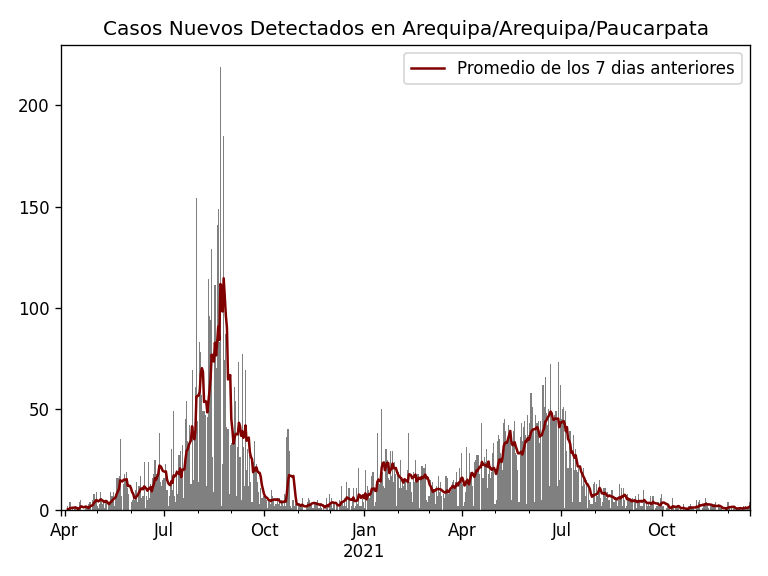 Casos Nuevos Detectados en Arequipa/Arequipa/Paucarpata
Promedio de los 7 dias anteriores
200
150
100
50
0
Apr Jul Oct Jan Apr Jul Oct
2021